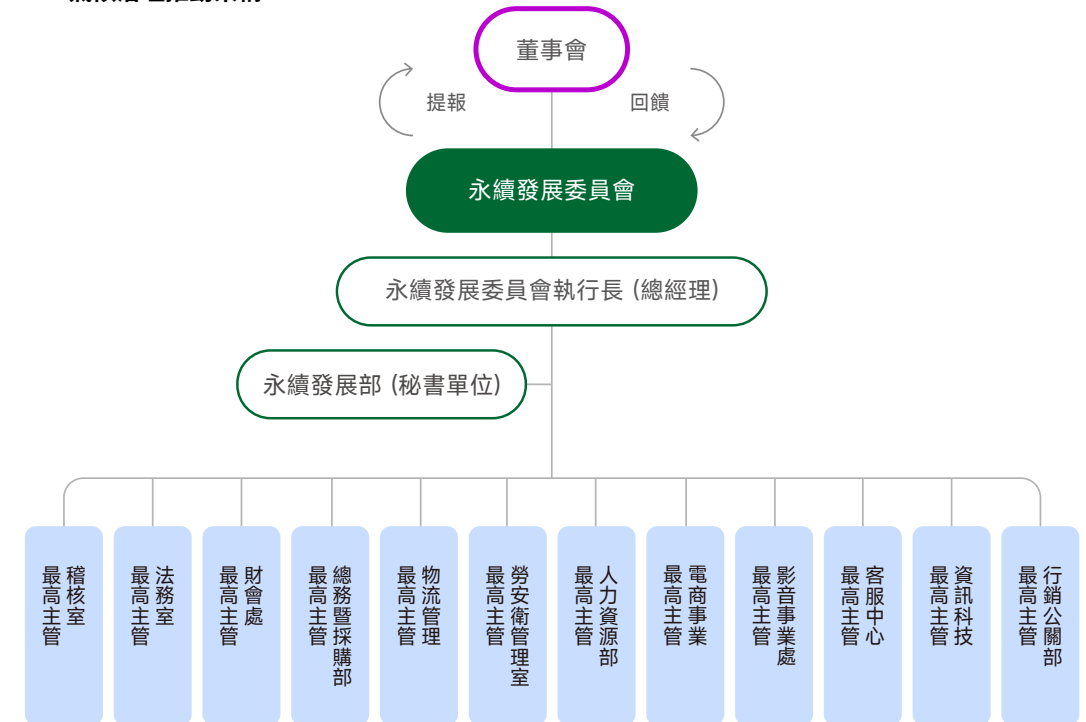 董事會
提報
回饋
永續發展委員會
永續發展委員會執行長 (總經理)
永續發展部 (秘書單位)
稽核室
最高主管
法務室
最高主管
財會處
最高主管
總務暨採購部
最高主管
物流管理
最高主管
勞安衛管理室
最高主管
人力資源部
最高主管
電商事業
最高主管
影音事業處
最高主管
客服中心
最高主管
資訊科技
最高主管
行銷公關部
最高主管